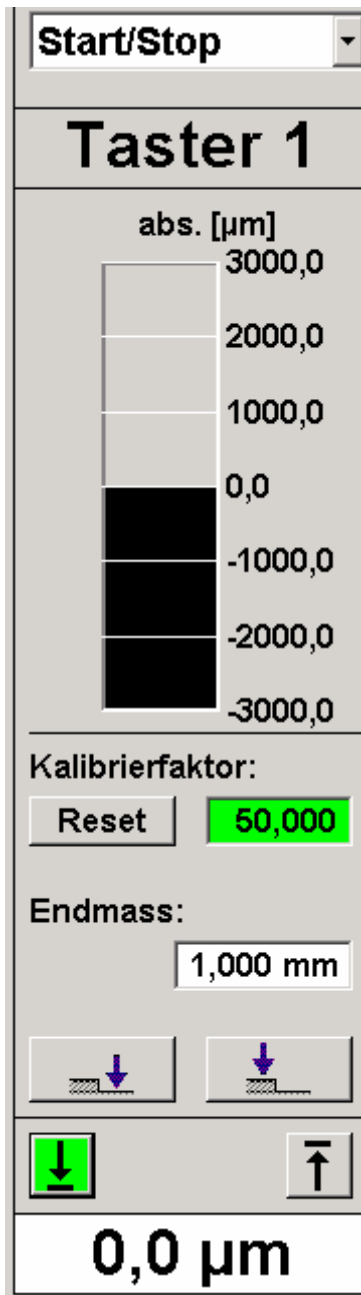 Start/Stop
Taster 1
abs. [µm]
3000,0
2000,0
1000,0
0,0
-1000,0
-2000,0
-3000,0
Kalibrierfaktor:
Reset 50,000
Endmass:
1,000 mm
0,0 µm